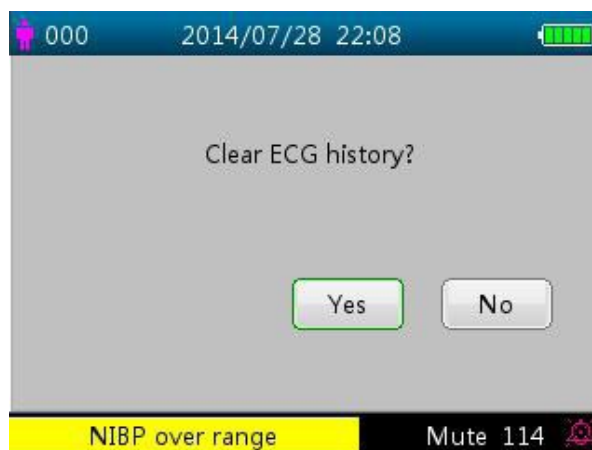 000 2014/07/28 22:08
Clear ECG history?
Yes No
NIBP over range Mute 114